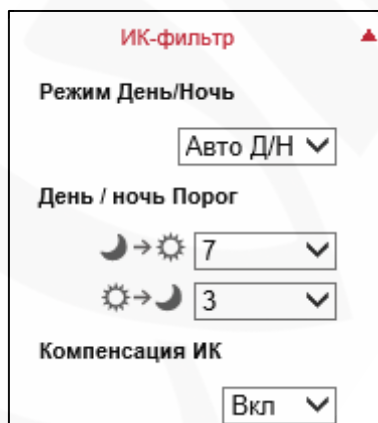 ИК-фильтр
Режим День/Ночь
Авто Д/Н
День / ночь Порог
7
3
Компенсация ИК
Вкл